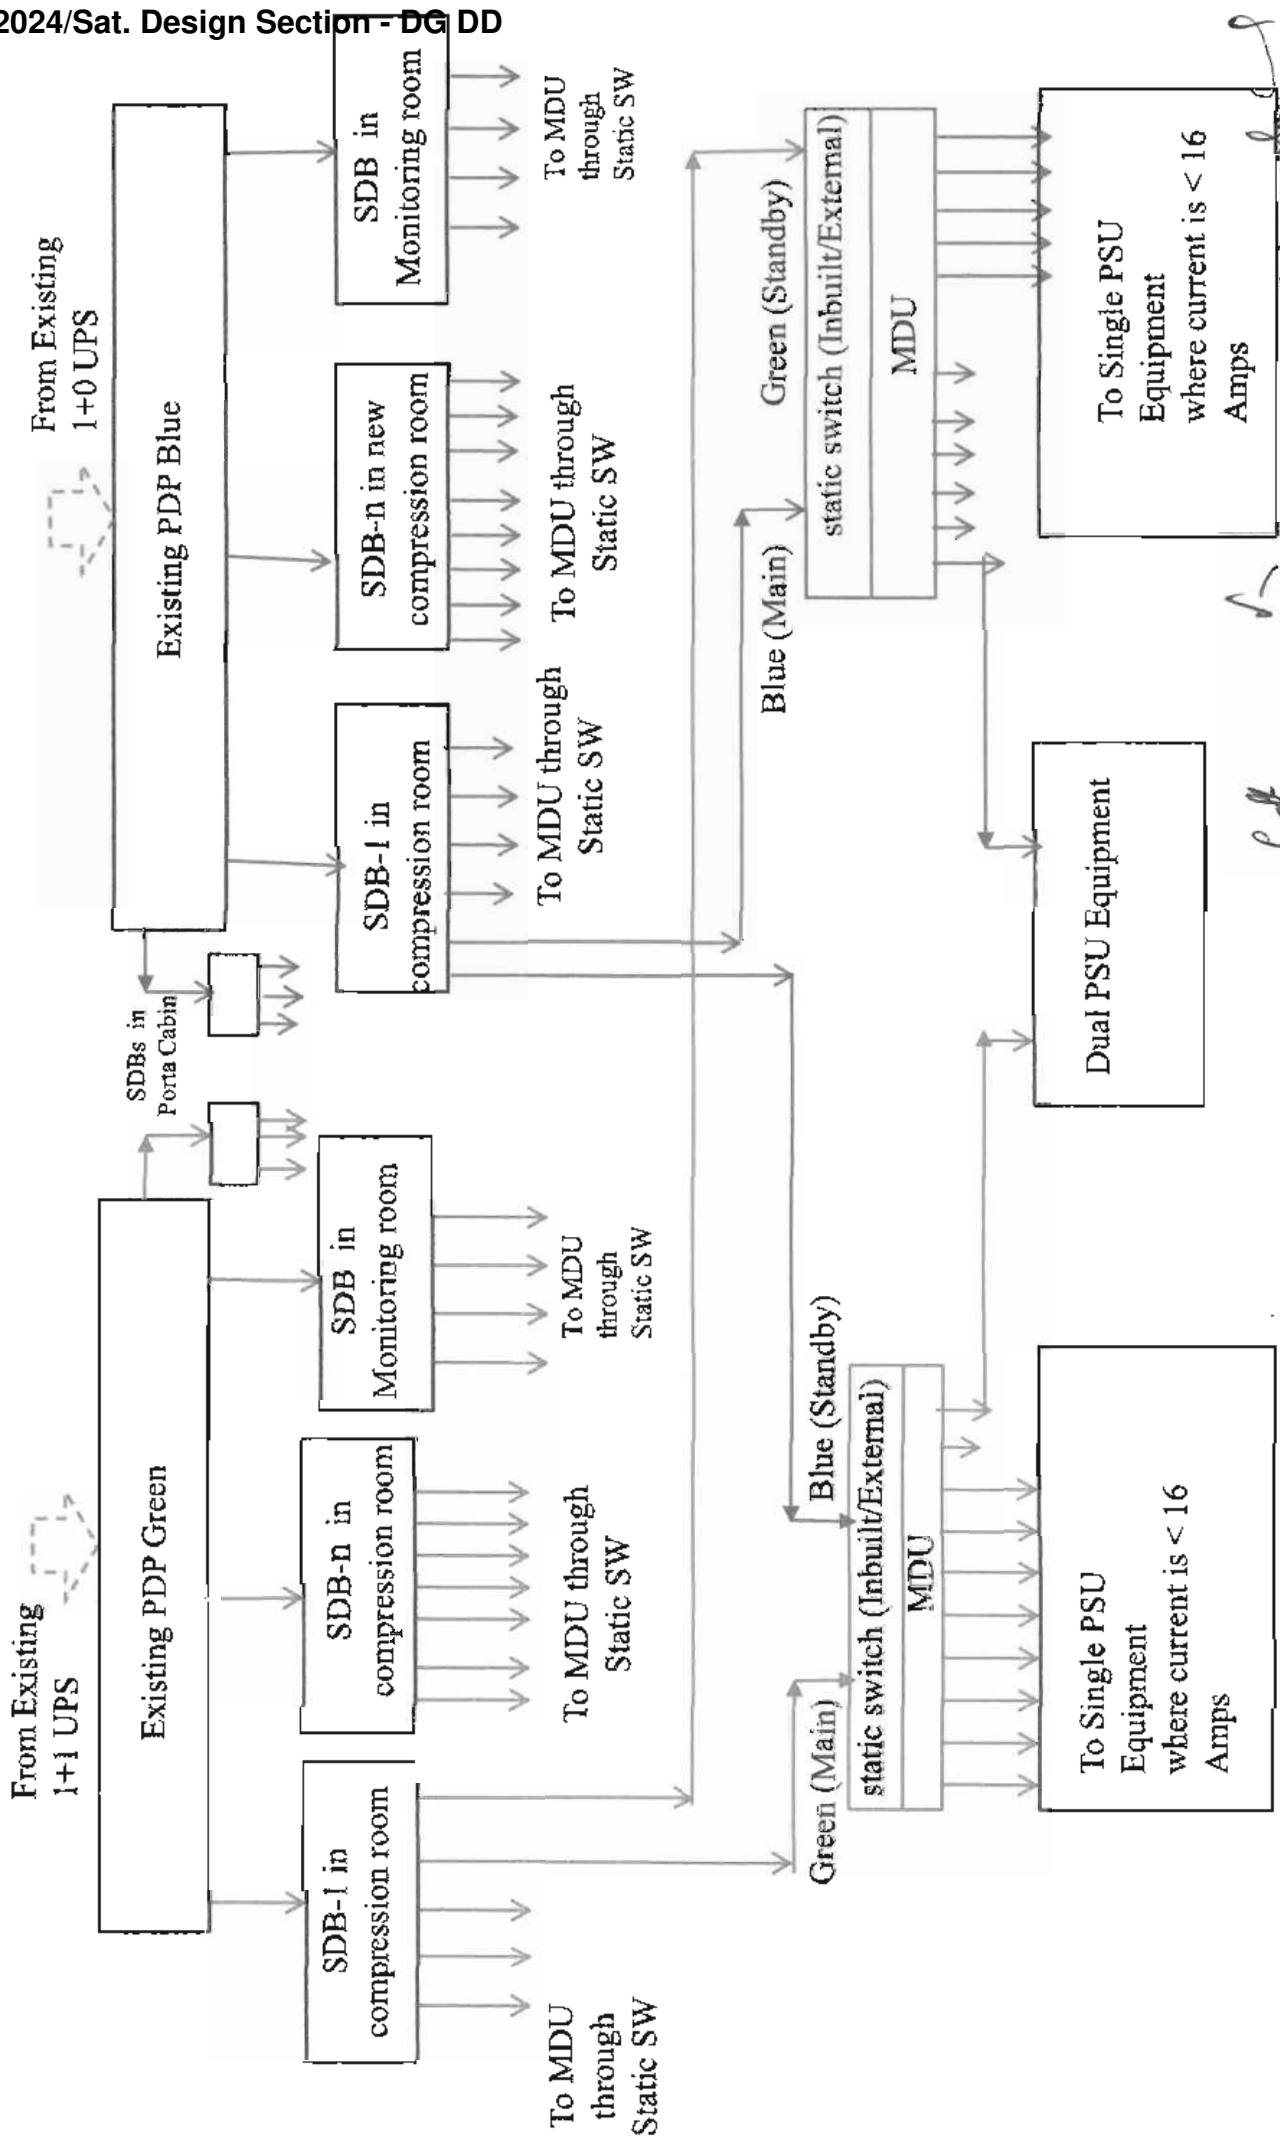 2024/Sat. Design Section - DG DD
From Existing
1+1 UPS
Existing PDP Green
From Existing
1+0 UPS
Existing PDP Blue
SDBs in
Porta Cabin
SDB-1 in
compression room
SDB-n in
compression room
SDB in
Monitoring room
SDB-1 in
compression room
SDB-n in new
compression room
SDB in
Monitoring room
To MDU
through
Static SW
To MDU through
Static SW
To MDU
through
Static SW
To MDU through
Static SW
To MDU through
Static SW
To MDU
through
Static SW
Green (Main)
Blue (Standby)
static switch (Inbuilt/External)
MDU
Blue (Main)
Green (Standby)
static switch (Inbuilt/External)
MDU
To Single PSU
Equipment
where current is < 16
Amps
Dual PSU Equipment
To Single PSU
Equipment
where current is < 16
Amps